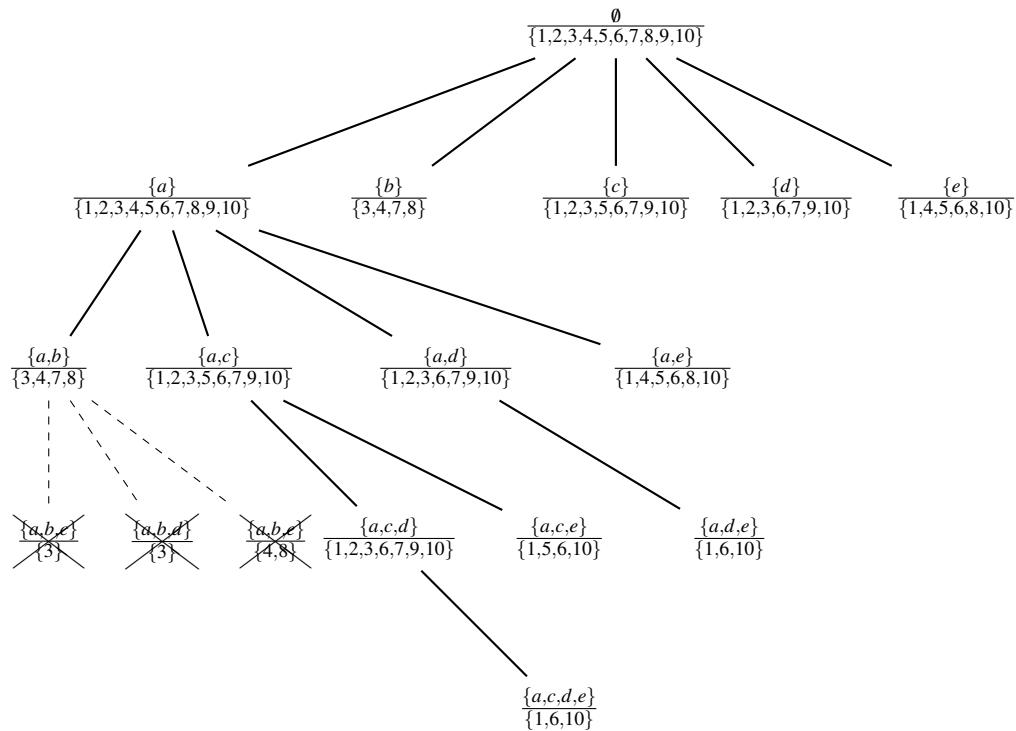 ∅
{1,2,3,4,5,6,7,8,9,10}
{a} {b} {c} {d} {e}
{1,2,3,4,5,6,7,8,9,10} {3,4,7,8} {1,2,3,5,6,7,9,10} {1,2,3,6,7,9,10} {1,4,5,6,8,10}
{a,b} {a,c} {a,d} {a,e}
{3,4,7,8} {1,2,3,5,6,7,9,10} {1,2,3,6,7,9,10} {1,4,5,6,8,10}
{a,b,c} {a,b,d} {a,b,e} {a,c,d} {a,c,e} {a,d,e}
{3} {3} {4,8} {1,2,3,6,7,9,10} {1,5,6,10} {1,6,10}
{a,c,d,e}
{1,6,10}